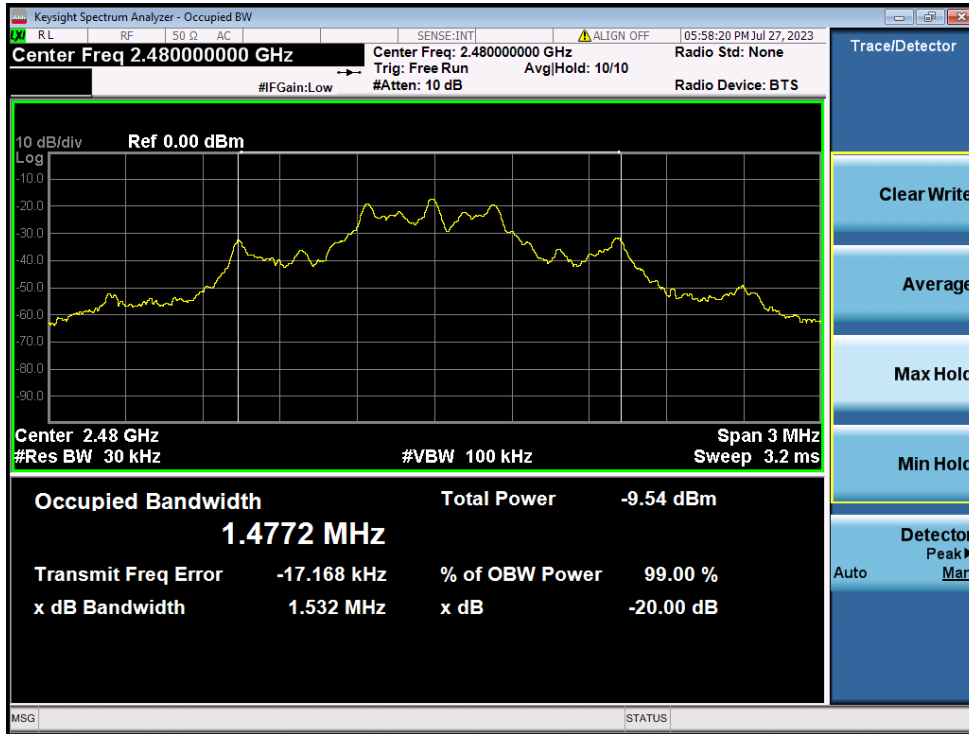 Keysight Spectrum Analyzer - Occupied BW
LXI RL RF 50 Ω AC SENSE:INT ALIGN OFF 05:58:20 PM Jul 27, 2023
Center Freq 2.480000000 GHz
Center Freq: 2.480000000 GHz
Radio Std: None
Trig: Free Run Avg|Hold: 10/10
#IFGain:Low #Atten: 10 dB Radio Device: BTS
Trace/Detector
10 dB/div Ref 0.00 dBm
Log
-10.0
-20.0
-30.0
-40.0
-50.0
-60.0
-70.0
-80.0
-90.0
Center 2.48 GHz Span 3 MHz
#Res BW 30 kHz #VBW 100 kHz Sweep 3.2 ms
Occupied Bandwidth Total Power -9.54 dBm
1.4772 MHz
Transmit Freq Error -17.168 kHz % of OBW Power 99.00 %
x dB Bandwidth 1.532 MHz x dB -20.00 dB
Clear Write
Average
Max Hold
Min Hold
Detector
Peak
Auto Man
MSG STATUS